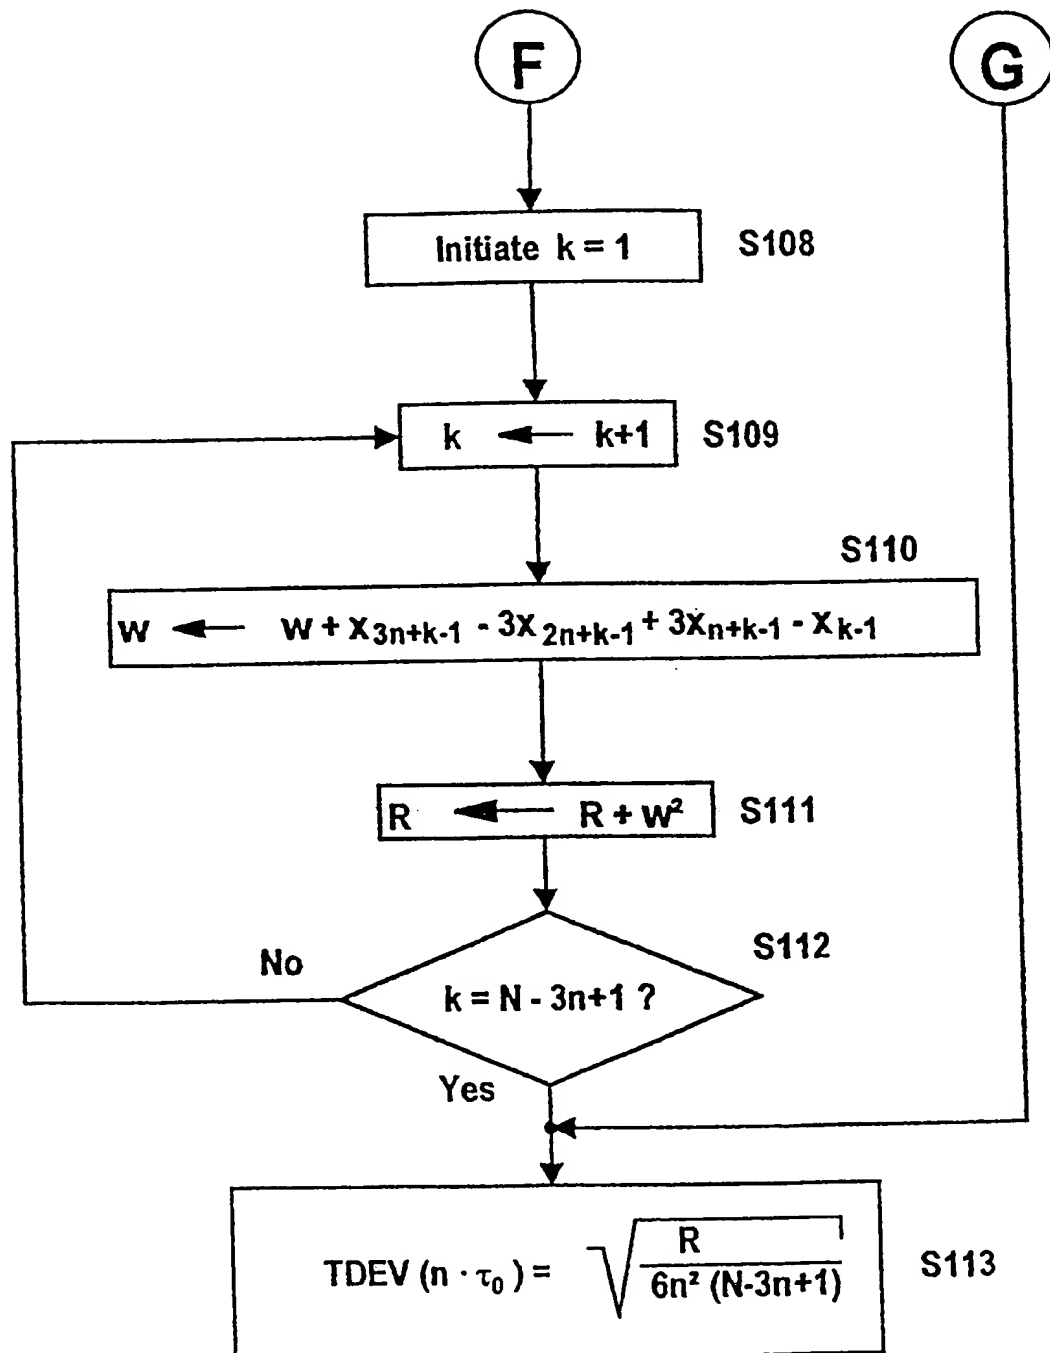 F
G
Initiate k = 1
S108
k ← k+1
S109
S110
w ← w + x₃ₙ₊ₖ₋₁ - 3x₂ₙ₊ₖ₋₁ + 3xₙ₊ₖ₋₁ - xₖ₋₁
R ← R + w²
S111
S112
No
k = N - 3n+1 ?
Yes
TDEV (n · τ₀) = √ R / 6n² (N-3n+1)
S113